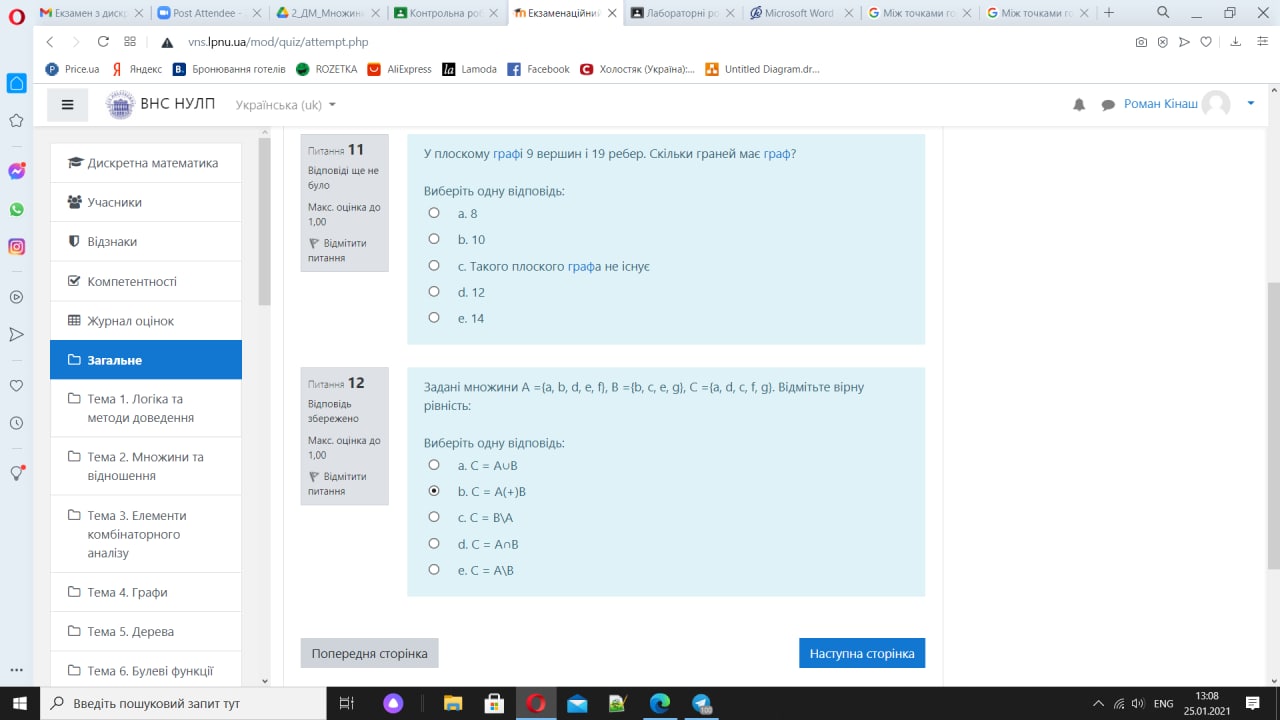 Екзамен з дискр
Post Attendee -
2_ДМ_Множин
Контрольна роб
Екзаменаційний
Лабораторні ро
Microsoft Word
Між точками го
Між точками го
vns.lpnu.ua/mod/quiz/attempt.php
Price.ua
Яндекс
Бронювання готелів
ROZETKA
AliExpress
Lamoda
Facebook
Холостяк (Україна):...
Untitled Diagram.dr...
ВНС НУЛП
Українська (uk)
Роман Кінаш
Дискретна математика
Учасники
Відзнаки
Компетентності
Журнал оцінок
Загальне
Тема 1. Логіка та
методи доведення
Тема 2. Множини та
відношення
Тема 3. Елементи
комбінаторного
аналізу
Тема 4. Графи
Тема 5. Дерева
Тема 6. Булеві функції
Питання 11
Відповіді ще не
було
Макс. оцінка до
1,00
Відмітити
питання
У плоскому графі 9 вершин і 19 ребер. Скільки граней має граф?
Виберіть одну відповідь:
a. 8
b. 10
c. Такого плоского графа не існує
d. 12
e. 14
Питання 12
Відповідь
збережено
Макс. оцінка до
1,00
Відмітити
питання
Задані множини A ={a, b, d, e, f}, B ={b, c, e, g}, C ={a, d, c, f, g}. Відмітьте вірну
рівність:
Виберіть одну відповідь:
a. C = A∪B
b. C = A(+)B
c. C = B\A
d. C = A∩B
e. C = A\B
Попередня сторінка
Наступна сторінка
Введіть пошуковий запит тут
100
ENG
13:08
25.01.2021